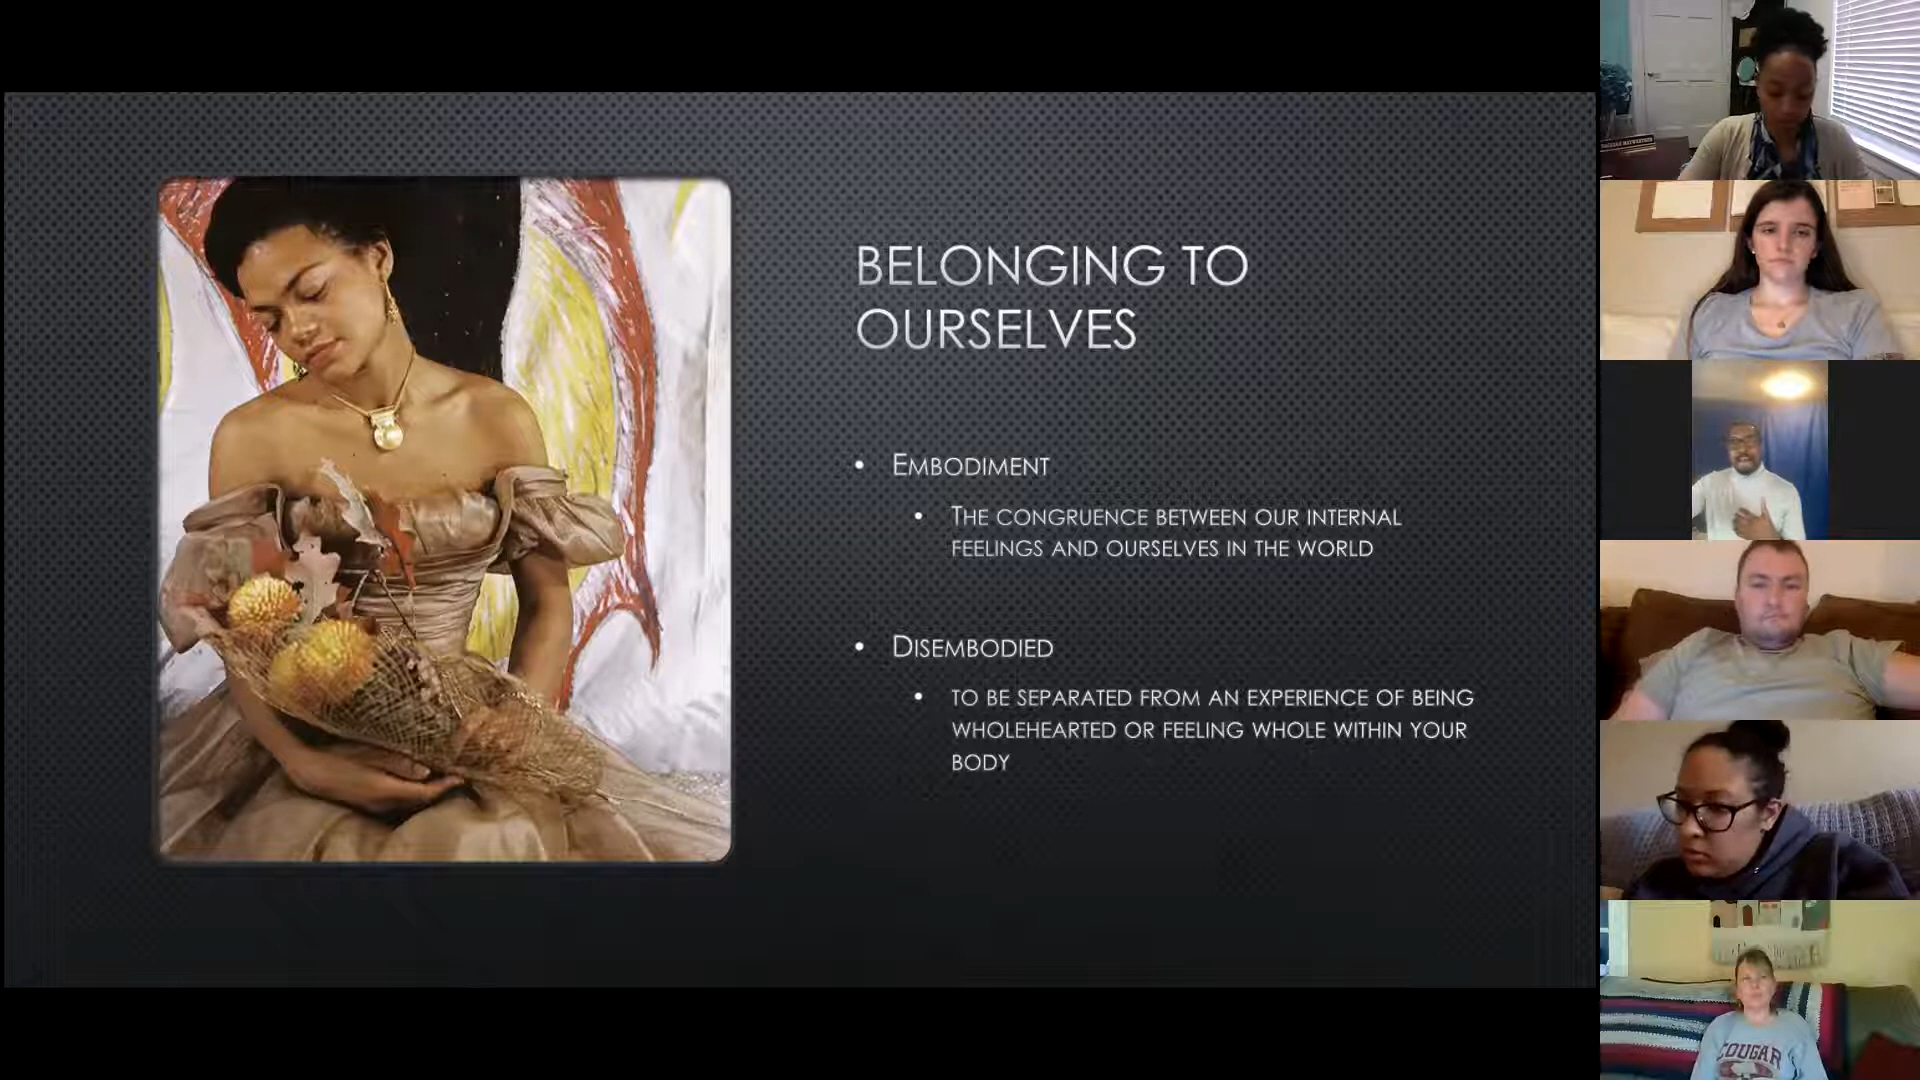 BELONGING TO
OURSELVES
• EMBODIMENT
• THE CONGRUENCE BETWEEN OUR INTERNAL
FEELINGS AND OURSELVES IN THE WORLD
• DISEMBODIED
• TO BE SEPARATED FROM AN EXPERIENCE OF BEING
WHOLEHEARTED OR FEELING WHOLE WITHIN YOUR
BODY
COUGAR